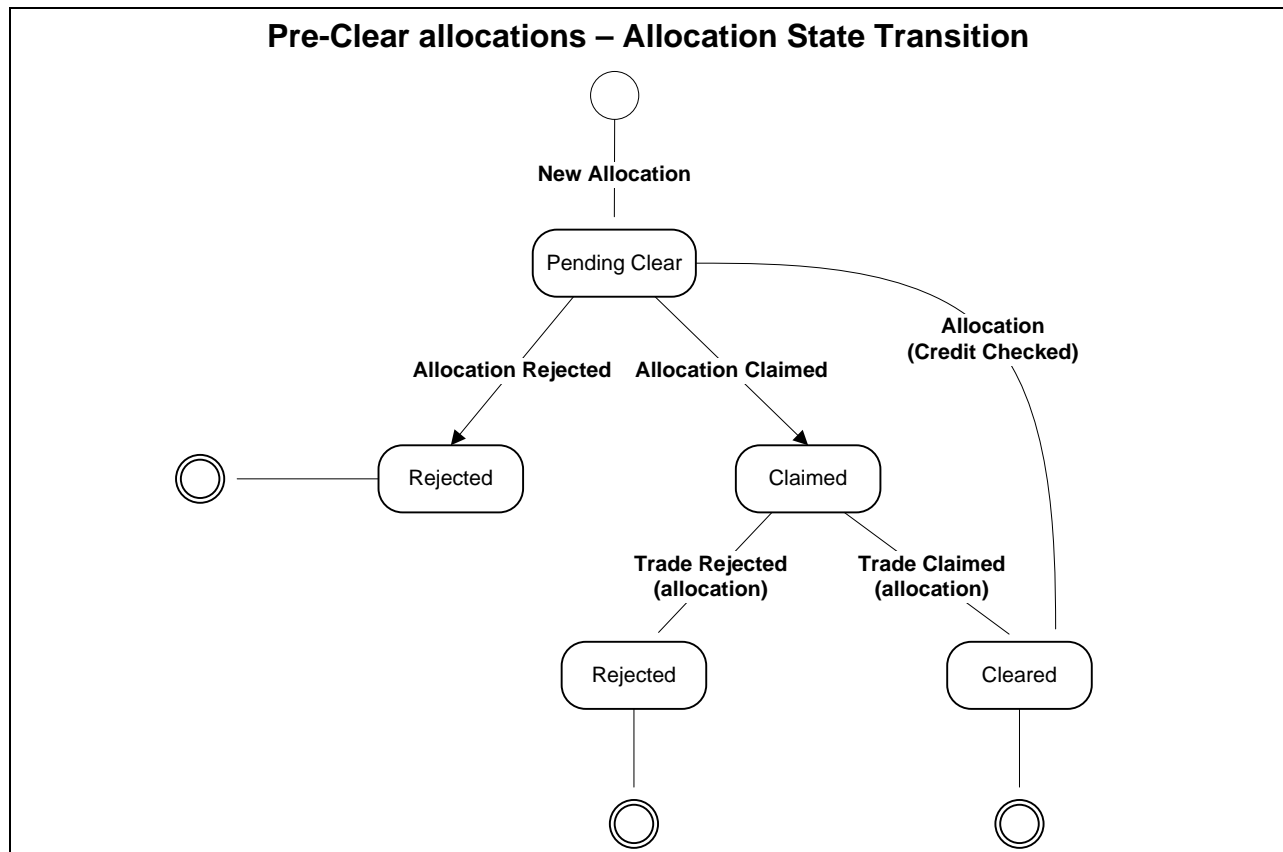 Pre-Clear allocations – Allocation State Transition
New Allocation
Pending Clear
Allocation
(Credit Checked)
Allocation Rejected
Allocation Claimed
Rejected
Claimed
Trade Rejected
(allocation)
Trade Claimed
(allocation)
Rejected
Cleared